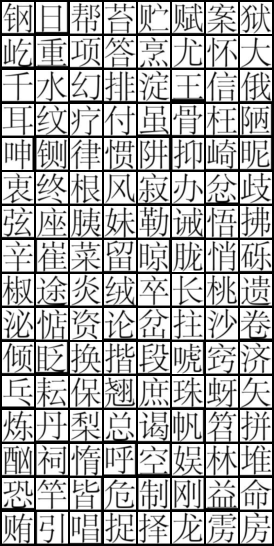 钢日帮苔贮赋案狱
屹重项答烹尤怀大
千水幻排淀王信俄
耳纹疗付虽骨枉陋
呻铡律惯阱抑崎昵
衷终根风寂办忿歧
弦座胰妹勒诫悟拂
辛崔菜留晾胧悄砾
椒途炎绒卒长桃遗
泌惦资论岔拄沙卷
倾眨换揩段唬窍济
乓耘保翘庶珠蚜矢
炼丹梨总谒帆笤拼
酗祠惰呼空娱林堆
恐竿皆危制刚益命
贿引唱捉择龙雳房